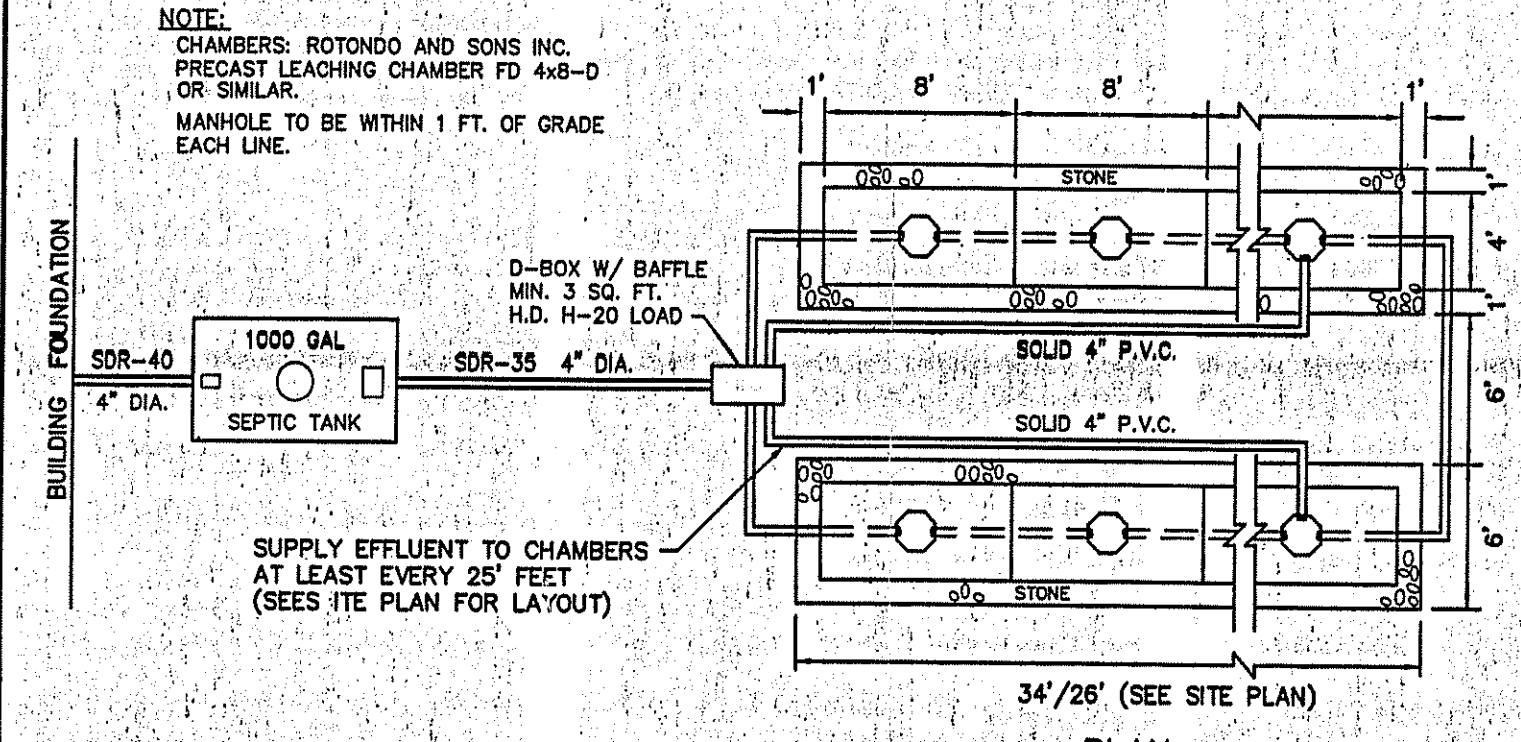 NOTE:
CHAMBERS: ROTONDO AND SONS INC.
PRECAST LEACHING CHAMBER FD 4x8-D
OR SIMILAR.
MANHOLE TO BE WITHIN 1 FT. OF GRADE
EACH LINE.
1'
8'
8'
1'
STONE
1'
4'
1'
BUILDING FOUNDATION
D-BOX W/ BAFFLE
MIN. 3 SQ. FT.
H.D. H-20 LOAD
SDR-40
4" DIA.
1000 GAL
SEPTIC TANK
SDR-35 4" DIA.
SOLID 4" P.V.C.
SOLID 4" P.V.C.
6'
6'
SUPPLY EFFLUENT TO CHAMBERS
AT LEAST EVERY 25' FEET
(SEES ITE PLAN FOR LAYOUT)
STONE
34'/26' (SEE SITE PLAN)